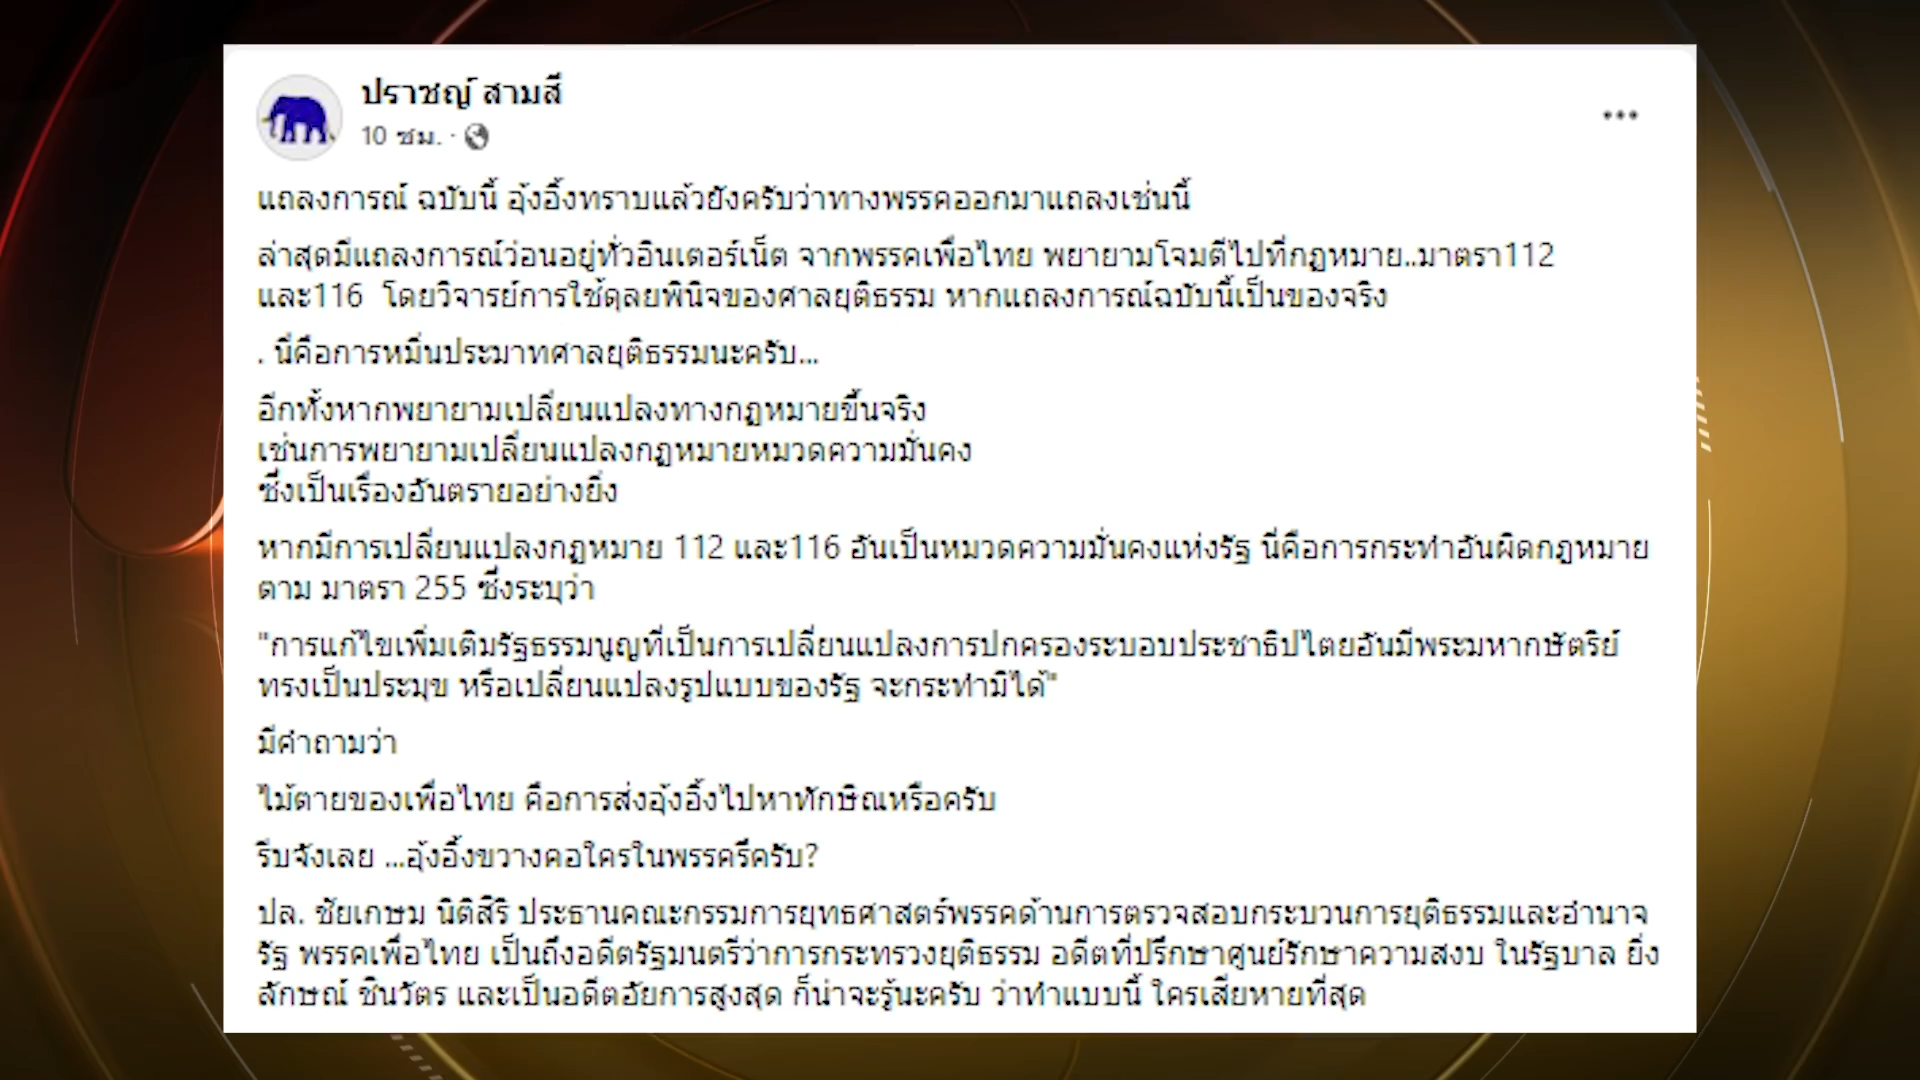 ปราชญ์ สามสี
10 ชม. ·
แถลงการณ์ ฉบับนี้ อุ้งอิ้งทราบแล้วยังครับว่าทางพรรคออกมาแถลงเช่นนี้
ล่าสุดมีแถลงการณ์ว่อนอยู่ทั่วอินเตอร์เน็ต จากพรรคเพื่อไทย พยายามโจมตีไปที่กฎหมาย..มาตรา112
และ116 โดยวิจารย์การใช้ดุลยพินิจของศาลยุติธรรม หากแถลงการณ์ฉบับนี้เป็นของจริง
. นี่คือการหมิ่นประมาทศาลยุติธรรมนะครับ...
อีกทั้งหากพยายามเปลี่ยนแปลงทางกฎหมายขึ้นจริง
เช่นการพยายามเปลี่ยนแปลงกฎหมายหมวดความมั่นคง
ซึ่งเป็นเรื่องอันตรายอย่างยิ่ง
หากมีการเปลี่ยนแปลงกฎหมาย 112 และ116 อันเป็นหมวดความมั่นคงแห่งรัฐ นี่คือการกระทำอันผิดกฎหมาย
ตาม มาตรา 255 ซึ่งระบุว่า
"การแก้ไขเพิ่มเติมรัฐธรรมนูญที่เป็นการเปลี่ยนแปลงการปกครองระบอบประชาธิปไตยอันมีพระมหากษัตริย์
ทรงเป็นประมุข หรือเปลี่ยนแปลงรูปแบบของรัฐ จะกระทำมิได้"
มีคำถามว่า
ไม้ตายของเพื่อไทย คือการส่งอุ้งอิ้งไปหาทักษิณหรือครับ
รีบจังเลย ...อุ้งอิ้งขวางคอใครในพรรครึครับ?
ปล. ชัยเกษม นิติสิริ ประธานคณะกรรมการยุทธศาสตร์พรรคด้านการตรวจสอบกระบวนการยุติธรรมและอำนาจ
รัฐ พรรคเพื่อไทย เป็นถึงอดีตรัฐมนตรีว่าการกระทรวงยุติธรรม อดีตที่ปรึกษาศูนย์รักษาความสงบ ในรัฐบาล ยิ่ง
ลักษณ์ ชินวัตร และเป็นอดีตอัยการสูงสุด ก็น่าจะรู้นะครับ ว่าทำแบบนี้ ใครเสียหายที่สุด